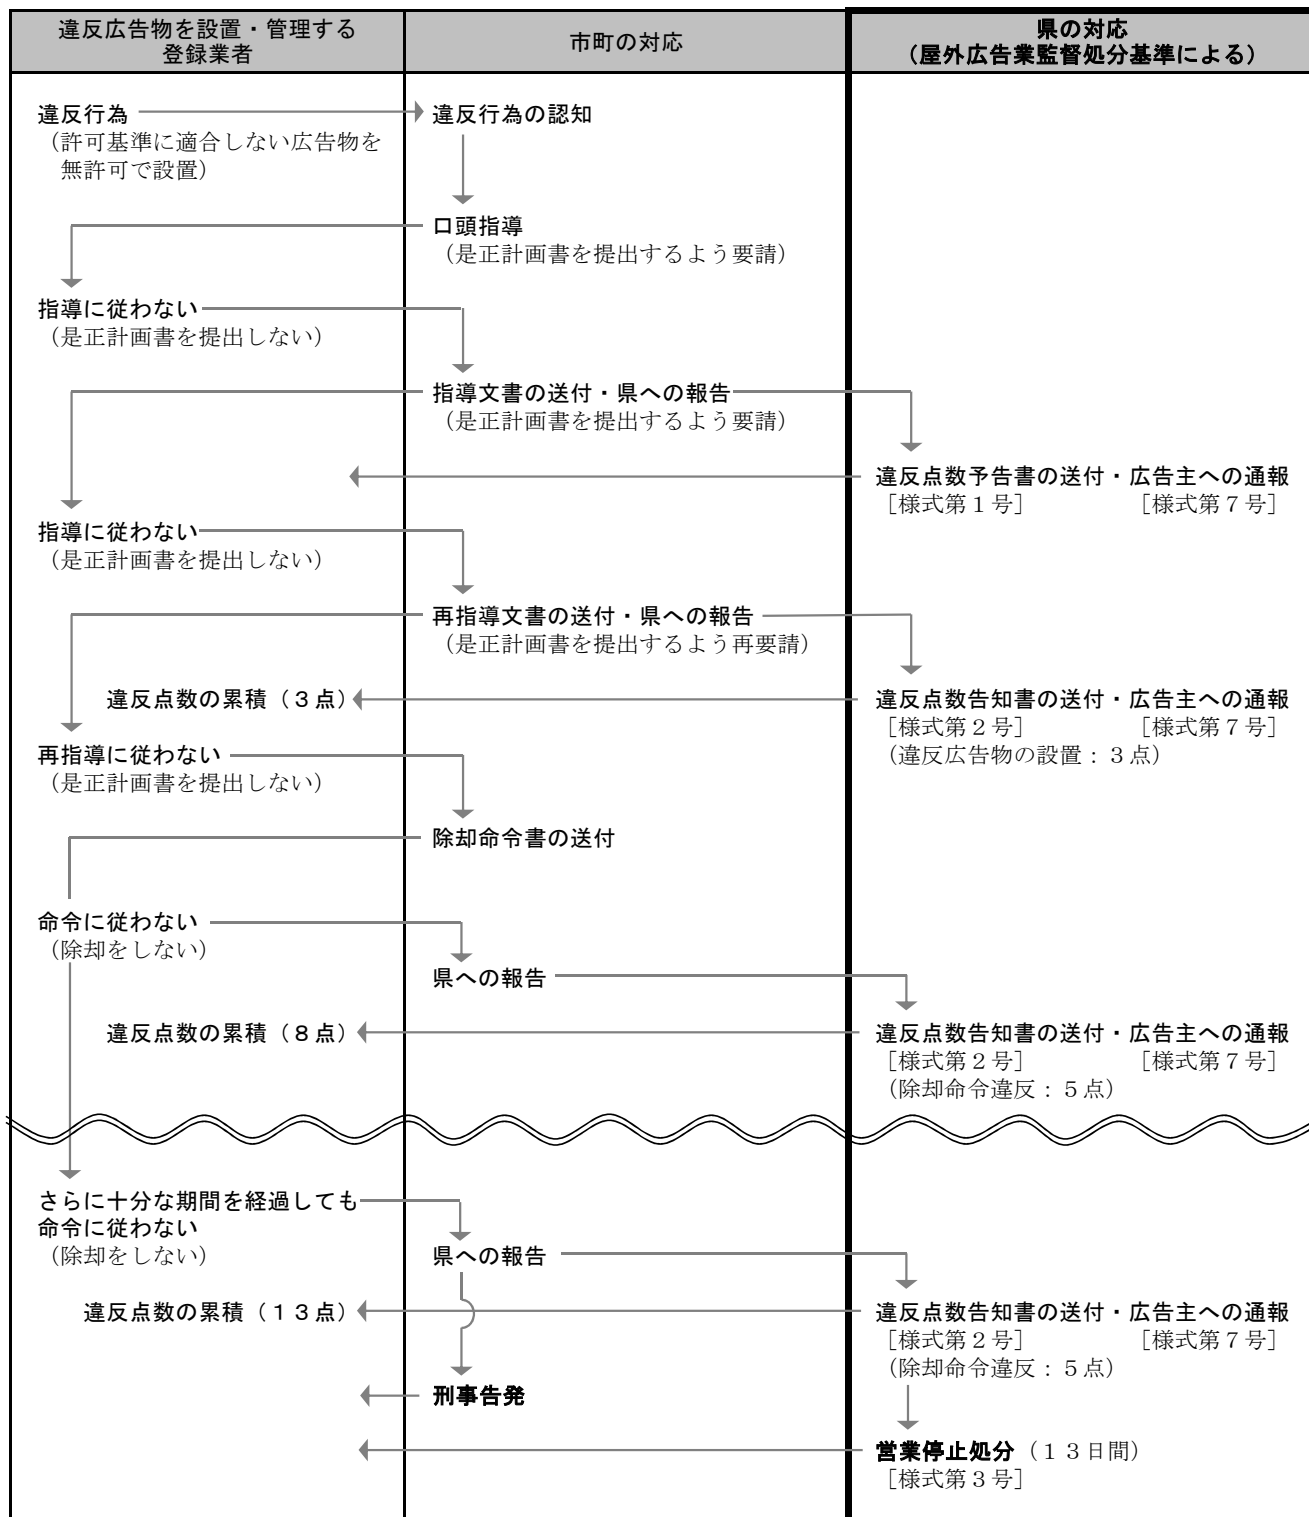 違反広告物を設置・管理する
登録業者
市町の対応
県の対応
（屋外広告業監督処分基準による）
違反行為
（許可基準に適合しない広告物を
無許可で設置）
違反行為の認知
口頭指導
（是正計画書を提出するよう要請）
指導に従わない
（是正計画書を提出しない）
指導文書の送付・県への報告
（是正計画書を提出するよう要請）
違反点数予告書の送付・広告主への通報
［様式第１号］　［様式第７号］
指導に従わない
（是正計画書を提出しない）
再指導文書の送付・県への報告
（是正計画書を提出するよう再要請）
違反点数の累積（３点）
違反点数告知書の送付・広告主への通報
［様式第２号］　［様式第７号］
（違反広告物の設置：３点）
再指導に従わない
（是正計画書を提出しない）
除却命令書の送付
命令に従わない
（除却をしない）
県への報告
違反点数の累積（８点）
違反点数告知書の送付・広告主への通報
［様式第２号］　［様式第７号］
（除却命令違反：５点）
さらに十分な期間を経過しても
命令に従わない
（除却をしない）
県への報告
違反点数の累積（１３点）
違反点数告知書の送付・広告主への通報
［様式第２号］　［様式第７号］
（除却命令違反：５点）
刑事告発
営業停止処分（１３日間）
［様式第３号］